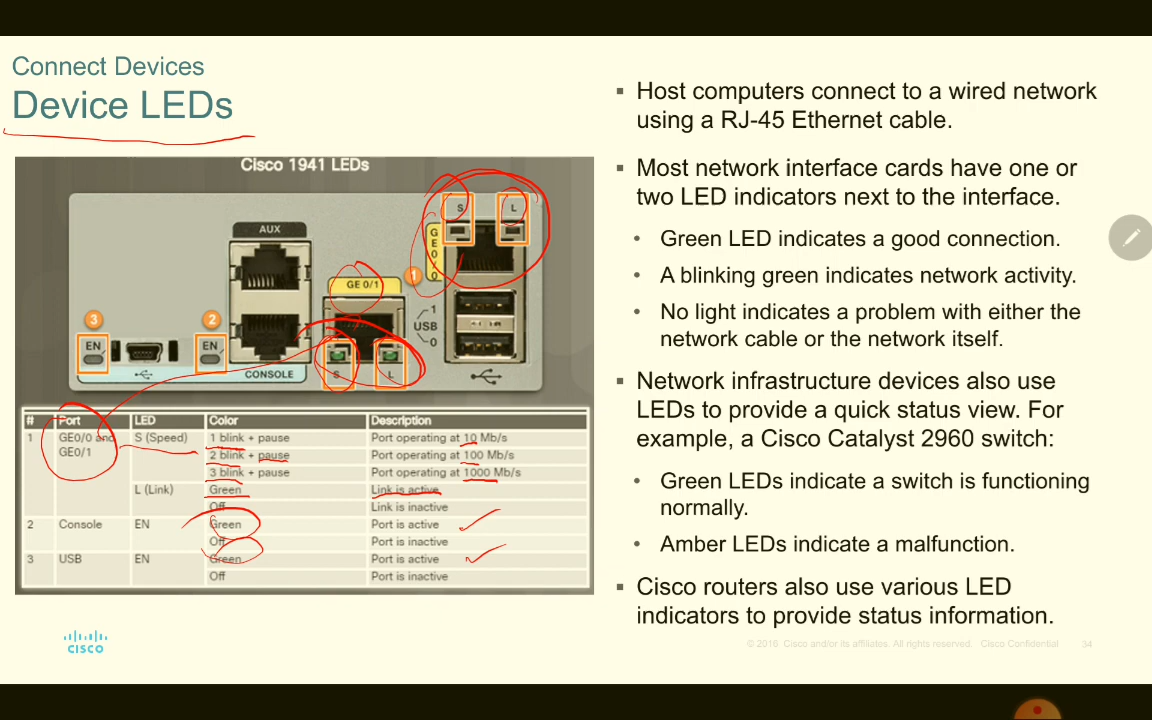 Connect Devices
Device LEDs
Cisco 1941 LEDs
S
L
AUX
GE0/0
1
GE 0/1
1
USB
0
3
2
EN
EN
CONSOLE
S
L
# Port LED Color Description
1 GE0/0 and S (Speed) 1 blink + pause Port operating at 10 Mb/s
GE0/1 2 blink + pause Port operating at 100 Mb/s
3 blink + pause Port operating at 1000 Mb/s
L (Link) Green Link is active
Off Link is inactive
2 Console EN Green Port is active
Off Port is inactive
3 USB EN Green Port is active
Off Port is inactive
cisco
▪ Host computers connect to a wired network
using a RJ-45 Ethernet cable.
▪ Most network interface cards have one or
two LED indicators next to the interface.
• Green LED indicates a good connection.
• A blinking green indicates network activity.
• No light indicates a problem with either the
network cable or the network itself.
▪ Network infrastructure devices also use
LEDs to provide a quick status view. For
example, a Cisco Catalyst 2960 switch:
• Green LEDs indicate a switch is functioning
normally.
• Amber LEDs indicate a malfunction.
▪ Cisco routers also use various LED
indicators to provide status information.
© 2016 Cisco and/or its affiliates. All rights reserved. Cisco Confidential 34